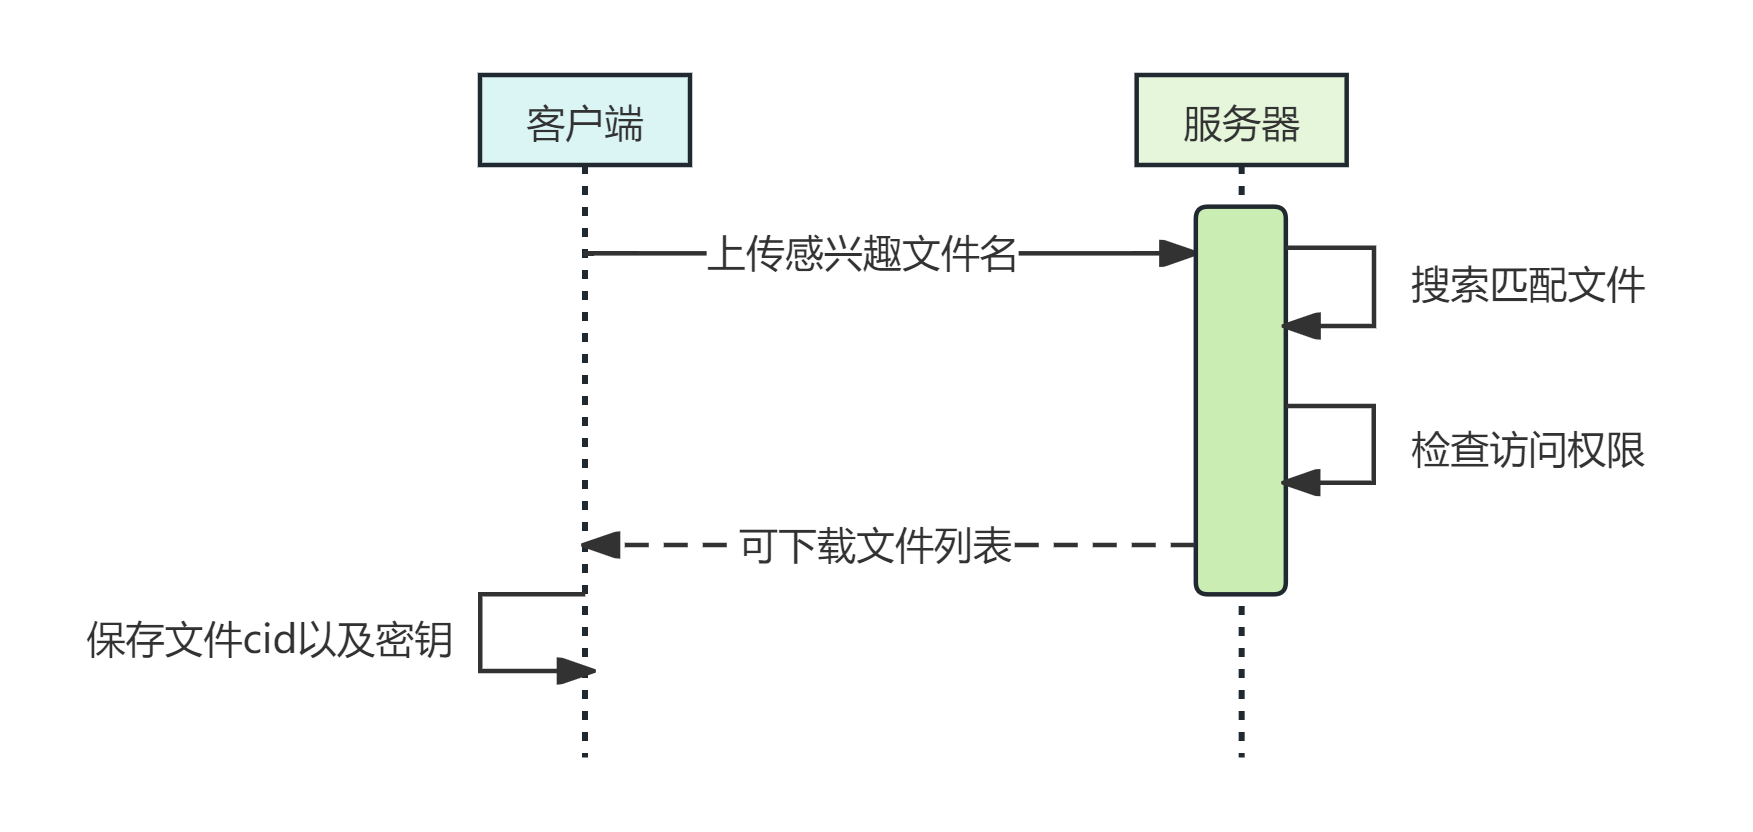 客户端
服务器
上传感兴趣文件名
搜索匹配文件
检查访问权限
可下载文件列表
保存文件cid以及密钥